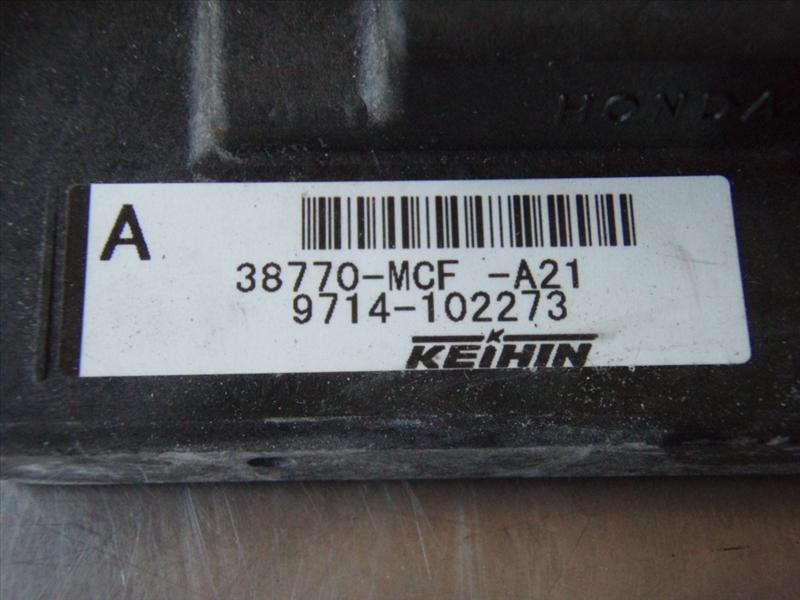 HONDA
A
38770-MCF -A21
9714-102273
KEIHIN